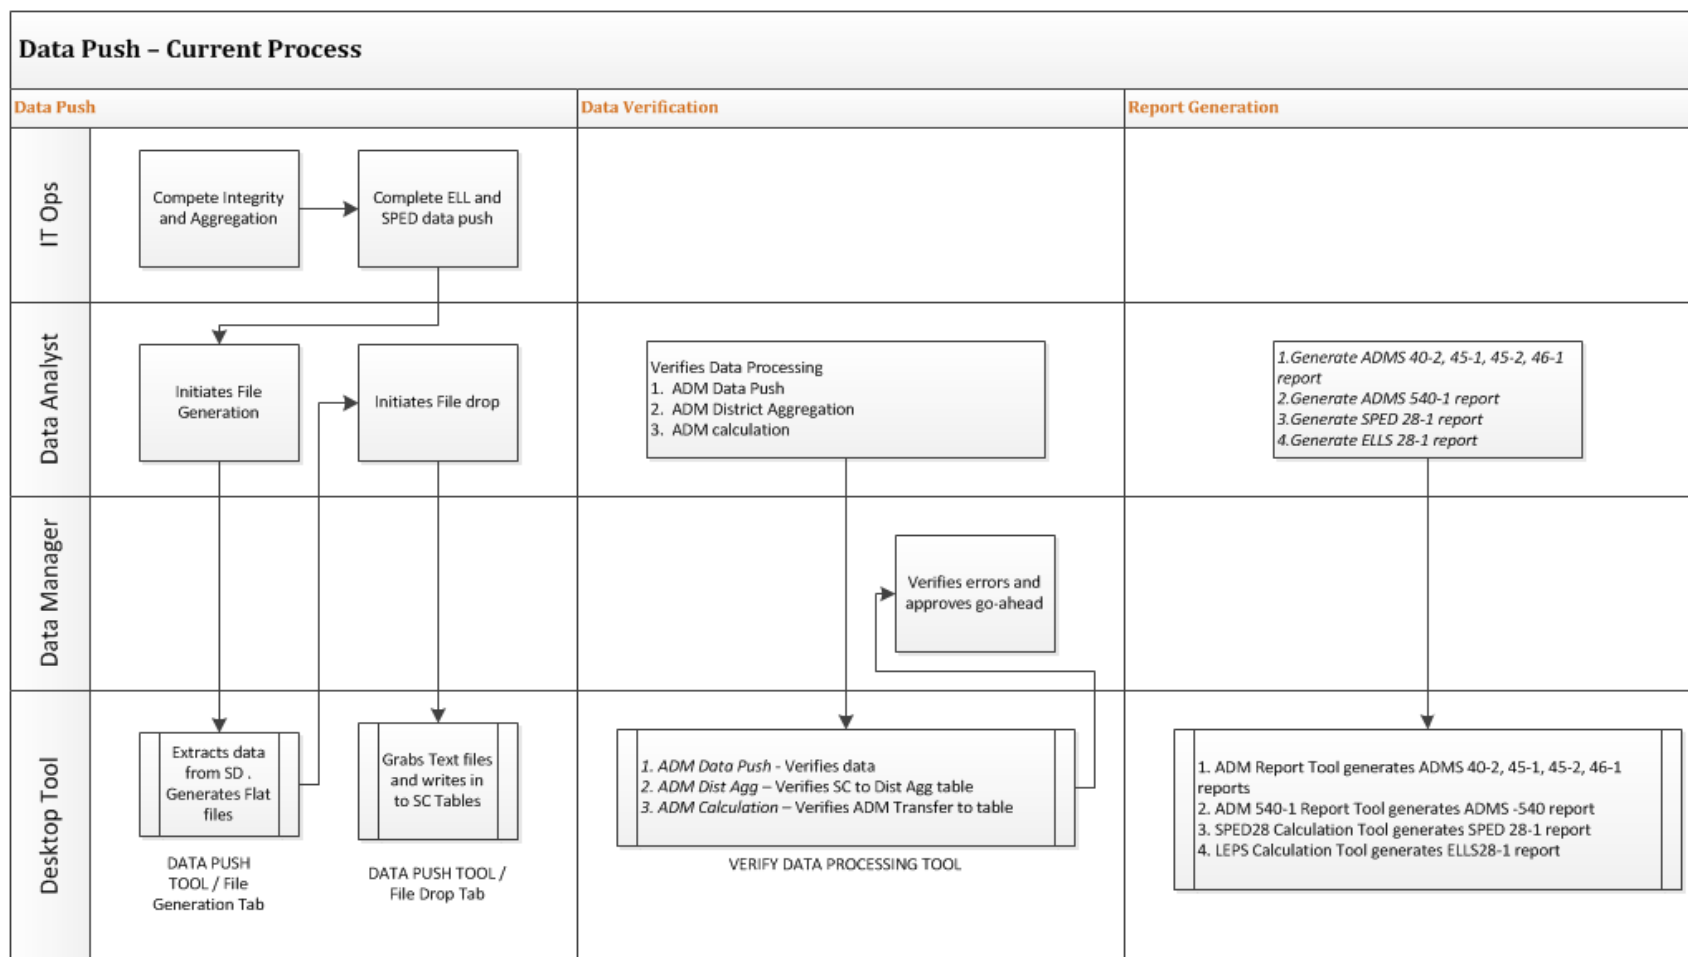 Data Push – Current Process
Data Push
Data Verification
Report Generation
IT Ops
Compete Integrity
and Aggregation
Complete ELL and
SPED data push
Data Analyst
Initiates File
Generation
Initiates File drop
Verifies Data Processing
1. ADM Data Push
2. ADM District Aggregation
3. ADM calculation
1.Generate ADMS 40-2, 45-1, 45-2, 46-1
report
2.Generate ADMS 540-1 report
3.Generate SPED 28-1 report
4.Generate ELLS 28-1 report
Data Manager
Verifies errors and
approves go-ahead
Desktop Tool
Extracts data
from SD .
Generates Flat
files
DATA PUSH
TOOL / File
Generation Tab
Grabs Text files
and writes in
to SC Tables
DATA PUSH TOOL /
File Drop Tab
1. ADM Data Push - Verifies data
2. ADM Dist Agg – Verifies SC to Dist Agg table
3. ADM Calculation – Verifies ADM Transfer to table
VERIFY DATA PROCESSING TOOL
1. ADM Report Tool generates ADMS 40-2, 45-1, 45-2, 46-1
reports
2. ADM 540-1 Report Tool generates ADMS -540 report
3. SPED28 Calculation Tool generates SPED 28-1 report
4. LEPS Calculation Tool generates ELLS28-1 report